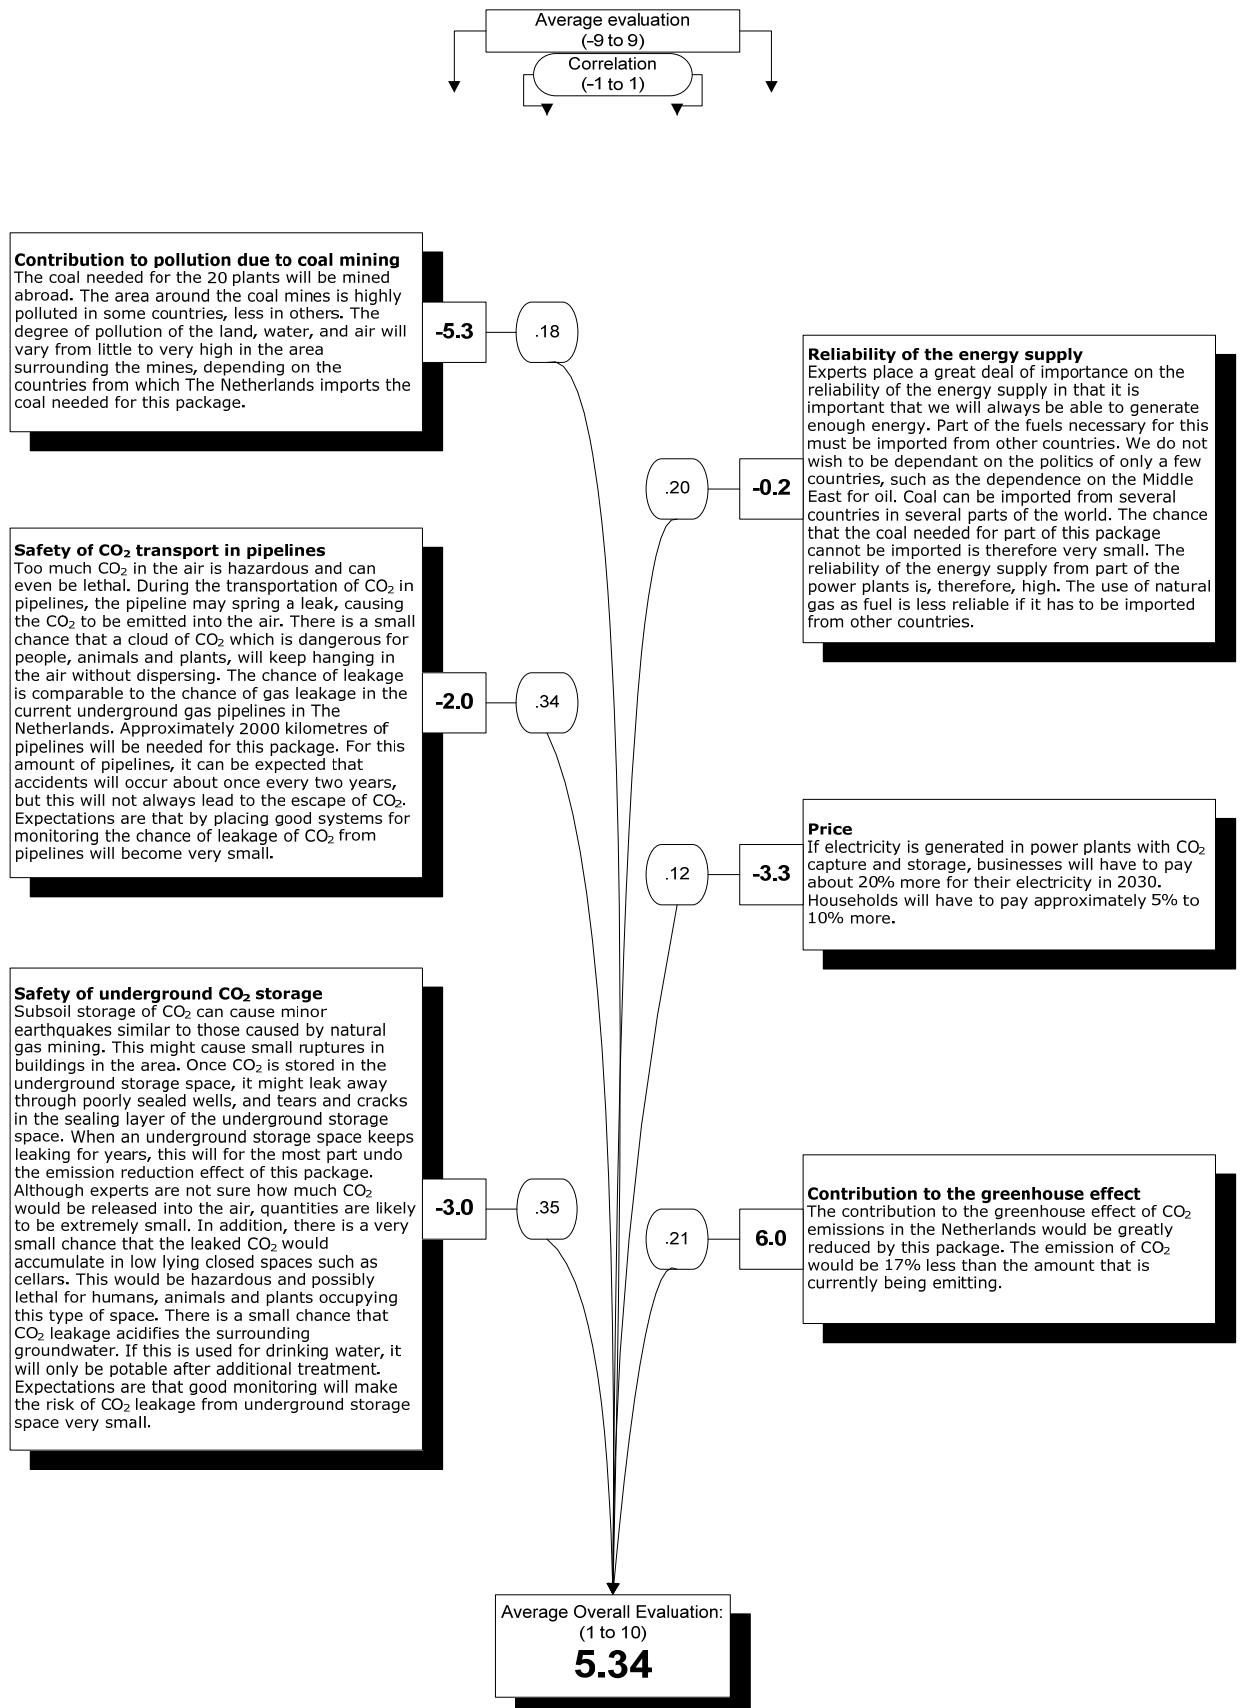 Average evaluation
(-9 to 9)
Correlation
(-1 to 1)
Contribution to pollution due to coal mining
The coal needed for the 20 plants will be mined
abroad. The area around the coal mines is highly
polluted in some countries, less in others. The
degree of pollution of the land, water, and air will
vary from little to very high in the area
surrounding the mines, depending on the
countries from which The Netherlands imports the
coal needed for this package.
-5.3
.18
Safety of CO₂ transport in pipelines
Too much CO₂ in the air is hazardous and can
even be lethal. During the transportation of CO₂ in
pipelines, the pipeline may spring a leak, causing
the CO₂ to be emitted into the air. There is a small
chance that a cloud of CO₂ which is dangerous for
people, animals and plants, will keep hanging in
the air without dispersing. The chance of leakage
is comparable to the chance of gas leakage in the
current underground gas pipelines in The
Netherlands. Approximately 2000 kilometres of
pipelines will be needed for this package. For this
amount of pipelines, it can be expected that
accidents will occur about once every two years,
but this will not always lead to the escape of CO₂.
Expectations are that by placing good systems for
monitoring the chance of leakage of CO₂ from
pipelines will become very small.
-2.0
.34
Safety of underground CO₂ storage
Subsoil storage of CO₂ can cause minor
earthquakes similar to those caused by natural
gas mining. This might cause small ruptures in
buildings in the area. Once CO₂ is stored in the
underground storage space, it might leak away
through poorly sealed wells, and tears and cracks
in the sealing layer of the underground storage
space. When an underground storage space keeps
leaking for years, this will for the most part undo
the emission reduction effect of this package.
Although experts are not sure how much CO₂
would be released into the air, quantities are likely
to be extremely small. In addition, there is a very
small chance that the leaked CO₂ would
accumulate in low lying closed spaces such as
cellars. This would be hazardous and possibly
lethal for humans, animals and plants occupying
this type of space. There is a small chance that
CO₂ leakage acidifies the surrounding
groundwater. If this is used for drinking water, it
will only be potable after additional treatment.
Expectations are that good monitoring will make
the risk of CO₂ leakage from underground storage
space very small.
-3.0
.35
Reliability of the energy supply
Experts place a great deal of importance on the
reliability of the energy supply in that it is
important that we will always be able to generate
enough energy. Part of the fuels necessary for this
must be imported from other countries. We do not
wish to be dependant on the politics of only a few
countries, such as the dependence on the Middle
East for oil. Coal can be imported from several
countries in several parts of the world. The chance
that the coal needed for part of this package
cannot be imported is therefore very small. The
reliability of the energy supply from part of the
power plants is, therefore, high. The use of natural
gas as fuel is less reliable if it has to be imported
from other countries.
.20
-0.2
Price
If electricity is generated in power plants with CO₂
capture and storage, businesses will have to pay
about 20% more for their electricity in 2030.
Households will have to pay approximately 5% to
10% more.
.12
-3.3
Contribution to the greenhouse effect
The contribution to the greenhouse effect of CO₂
emissions in the Netherlands would be greatly
reduced by this package. The emission of CO₂
would be 17% less than the amount that is
currently being emitting.
.21
6.0
Average Overall Evaluation:
(1 to 10)
5.34